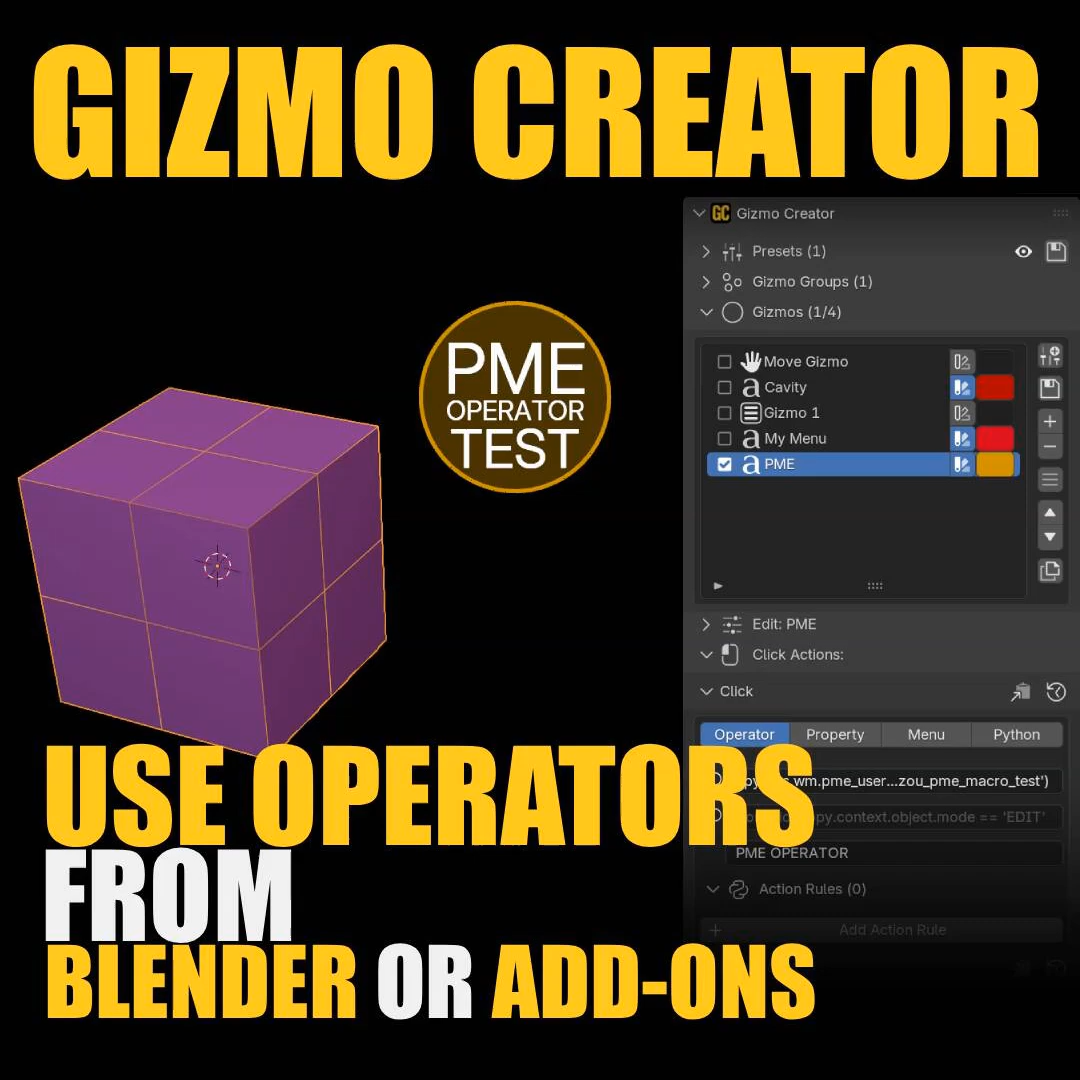 GIZMO CREATOR
GC Gizmo Creator
Presets (1)
Gizmo Groups (1)
Gizmos (1/4)
Move Gizmo
a Cavity
Gizmo 1
a My Menu
a PME
PME
OPERATOR
TEST
Edit: PME
Click Actions:
Click
Operator Property Menu Python
wm.pme_user...zou_pme_macro_test')
py.context.object.mode == 'EDIT'
PME OPERATOR
Action Rules (0)
+ Add Action Rule
USE OPERATORS
FROM
BLENDER OR ADD-ONS